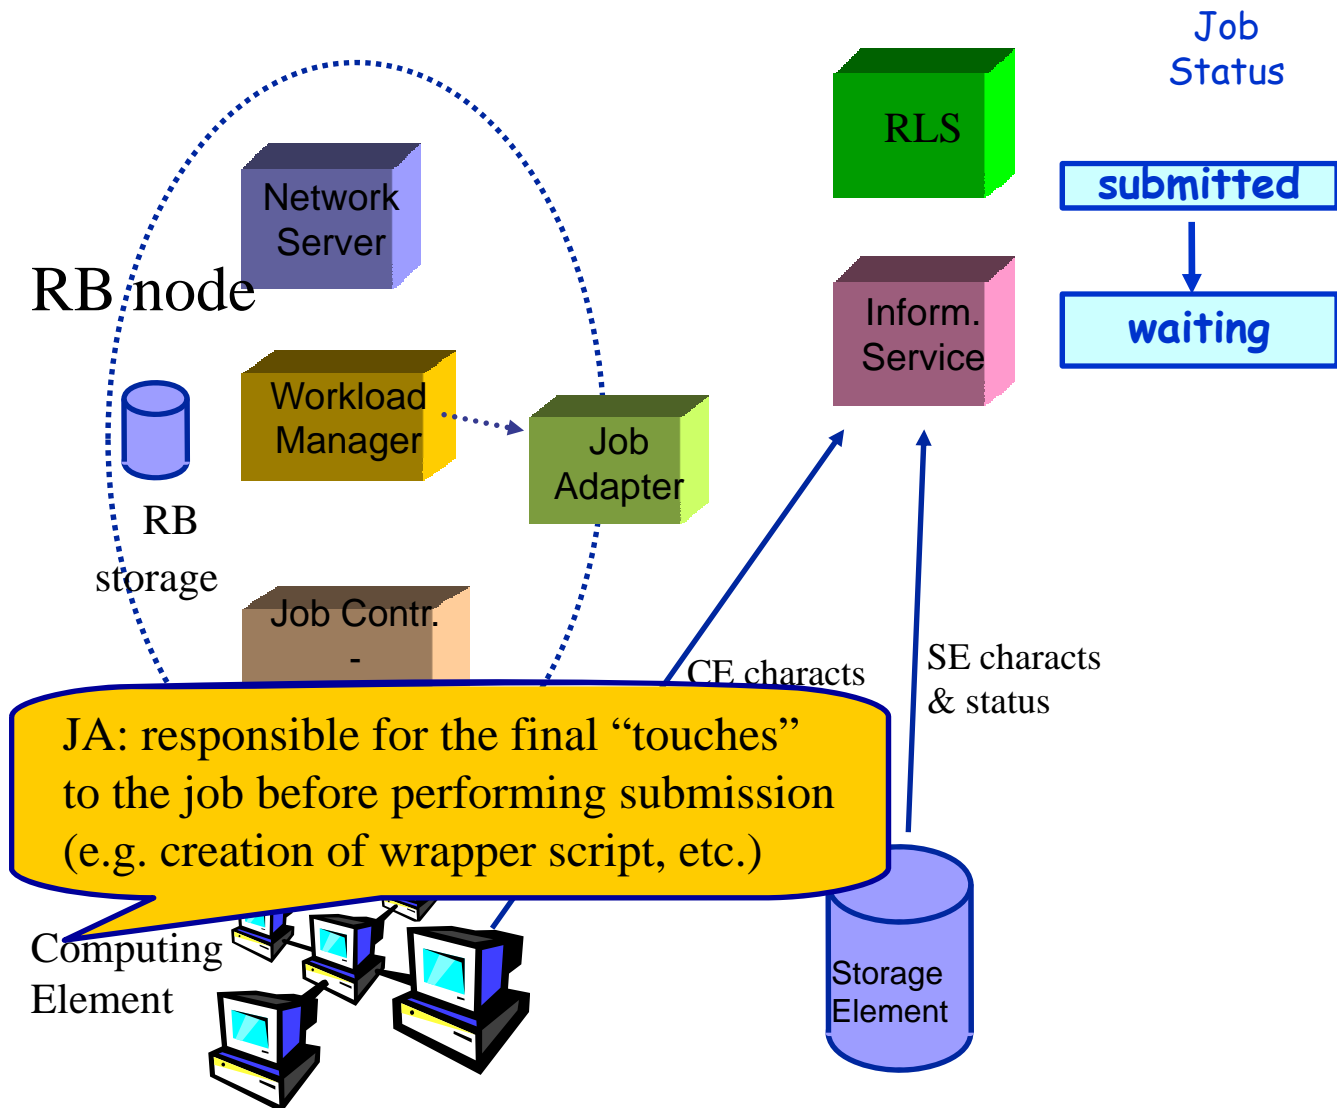 Job
Status
RLS
submitted
Network
Server
RB node
Inform.
Service
waiting
Workload
Manager
Job
Adapter
RB
storage
Job Contr.
-
CE characts
SE characts
& status
JA: responsible for the final “touches”
to the job before performing submission
(e.g. creation of wrapper script, etc.)
Computing
Element
Storage
Element